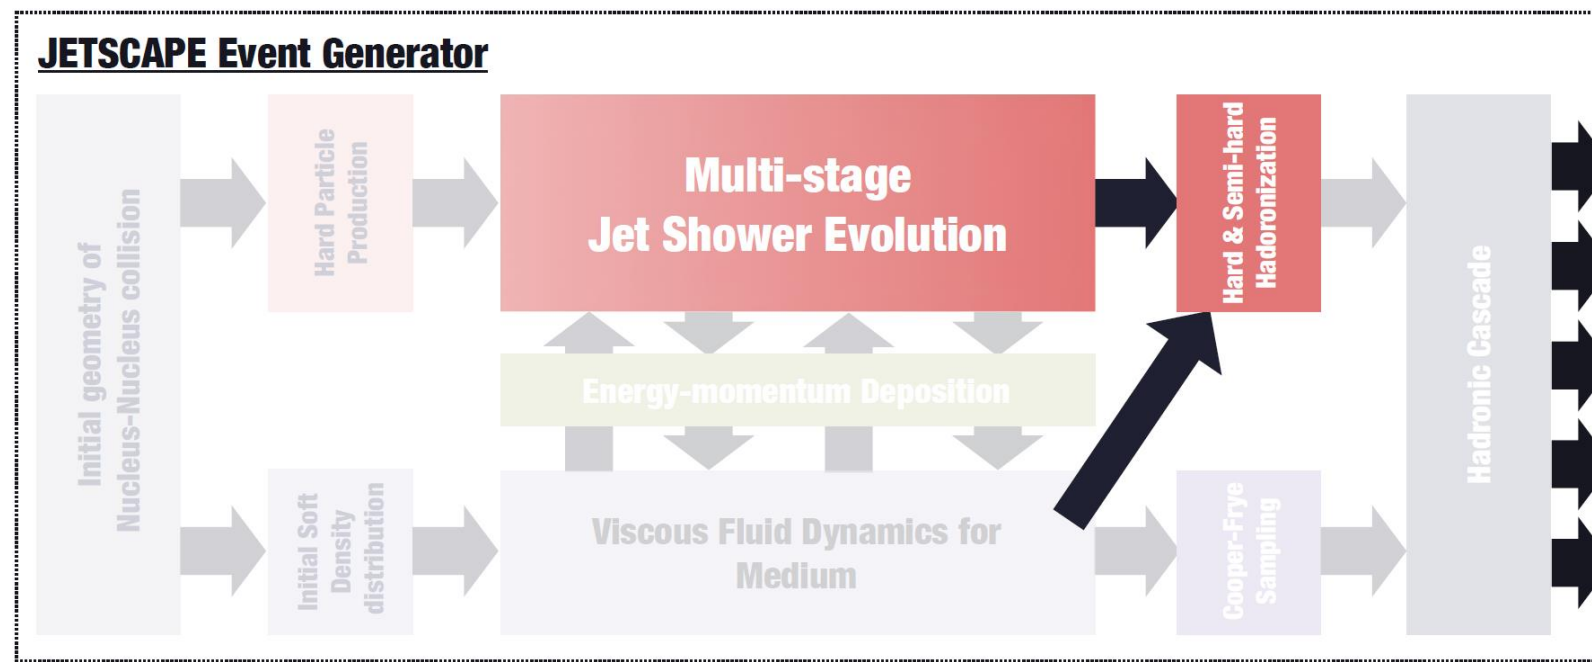 JETSCAPE Event Generator
Initial geometry of
Nucleus-Nucleus collision
Hard Particle
Production
Multi-stage
Jet Shower Evolution
Hard & Semi-hard
Hadoronization
Hadronic Cascade
Energy-momentum Deposition
Initial Soft
Density
distribution
Viscous Fluid Dynamics for
Medium
Cooper-Frye
Sampling